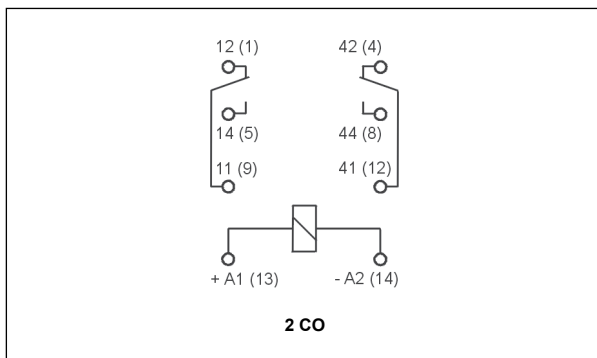 12 (1) 42 (4)
14 (5) 44 (8)
11 (9) 41 (12)
+ A1 (13) - A2 (14)
2 CO